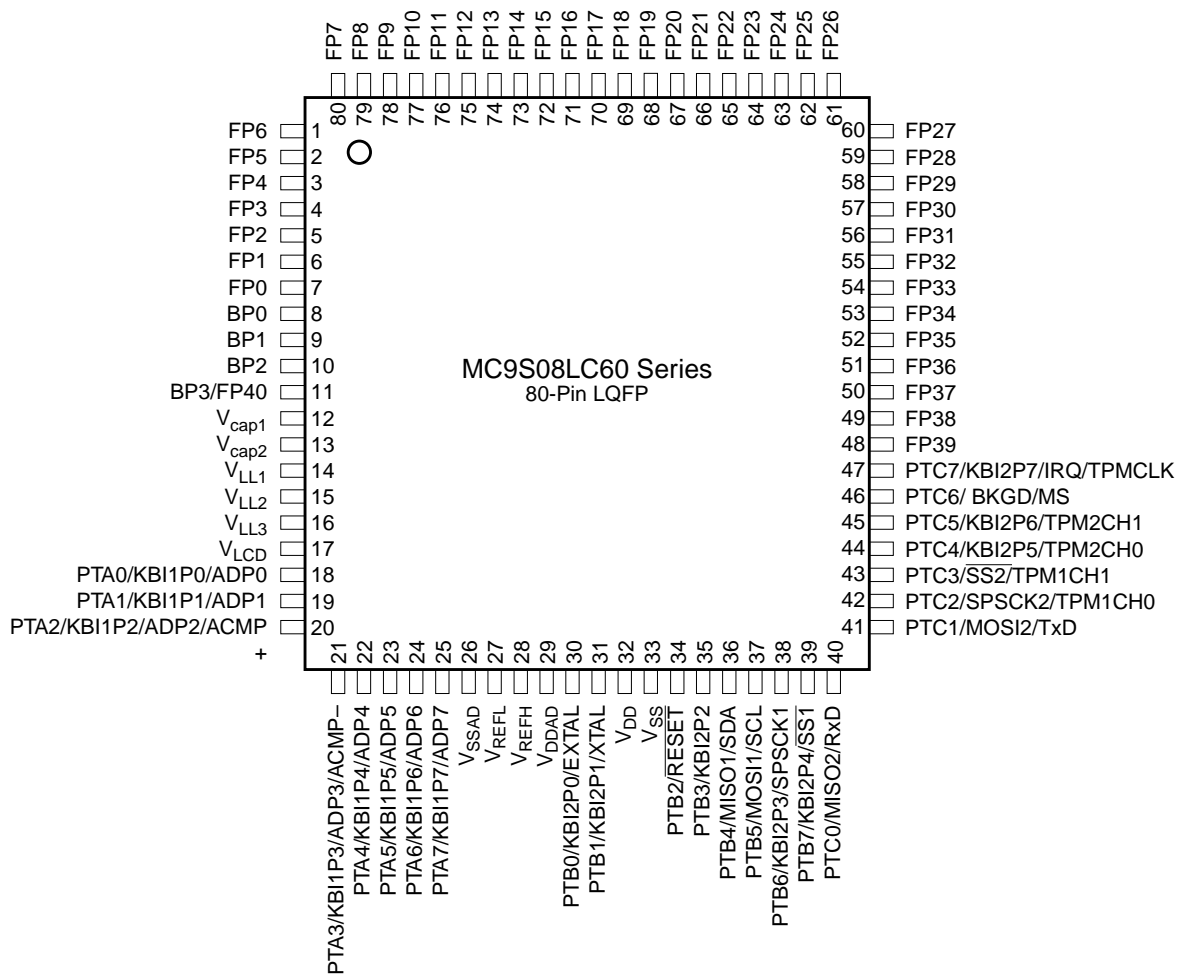 FP7
FP8
FP9
FP10
FP11
FP12
FP13
FP14
FP15
FP16
FP17
FP18
FP19
FP20
FP21
FP22
FP23
FP24
FP25
FP26
80
79
78
77
76
75
74
73
72
71
70
69
68
67
66
65
64
63
62
61
FP6 1
FP5 2
FP4 3
FP3 4
FP2 5
FP1 6
FP0 7
BP0 8
BP1 9
BP2 10
BP3/FP40 11
Vcap1 12
Vcap2 13
VLL1 14
VLL2 15
VLL3 16
VLCD 17
PTA0/KBI1P0/ADP0 18
PTA1/KBI1P1/ADP1 19
PTA2/KBI1P2/ADP2/ACMP 20
+
MC9S08LC60 Series
80-Pin LQFP
60 FP27
59 FP28
58 FP29
57 FP30
56 FP31
55 FP32
54 FP33
53 FP34
52 FP35
51 FP36
50 FP37
49 FP38
48 FP39
47 PTC7/KBI2P7/IRQ/TPMCLK
46 PTC6/ BKGD/MS
45 PTC5/KBI2P6/TPM2CH1
44 PTC4/KBI2P5/TPM2CH0
43 PTC3/SS2/TPM1CH1
42 PTC2/SPSCK2/TPM1CH0
41 PTC1/MOSI2/TxD
21
22
23
24
25
26
27
28
29
30
31
32
33
34
35
36
37
38
39
40
PTA3/KBI1P3/ADP3/ACMP–
PTA4/KBI1P4/ADP4
PTA5/KBI1P5/ADP5
PTA6/KBI1P6/ADP6
PTA7/KBI1P7/ADP7
VSSAD
VREFL
VREFH
VDDAD
PTB0/KBI2P0/EXTAL
PTB1/KBI2P1/XTAL
VDD
VSS
PTB2/RESET
PTB3/KBI2P2
PTB4/MISO1/SDA
PTB5/MOSI1/SCL
PTB6/KBI2P3/SPSCK1
PTB7/KBI2P4/SS1
PTC0/MISO2/RxD